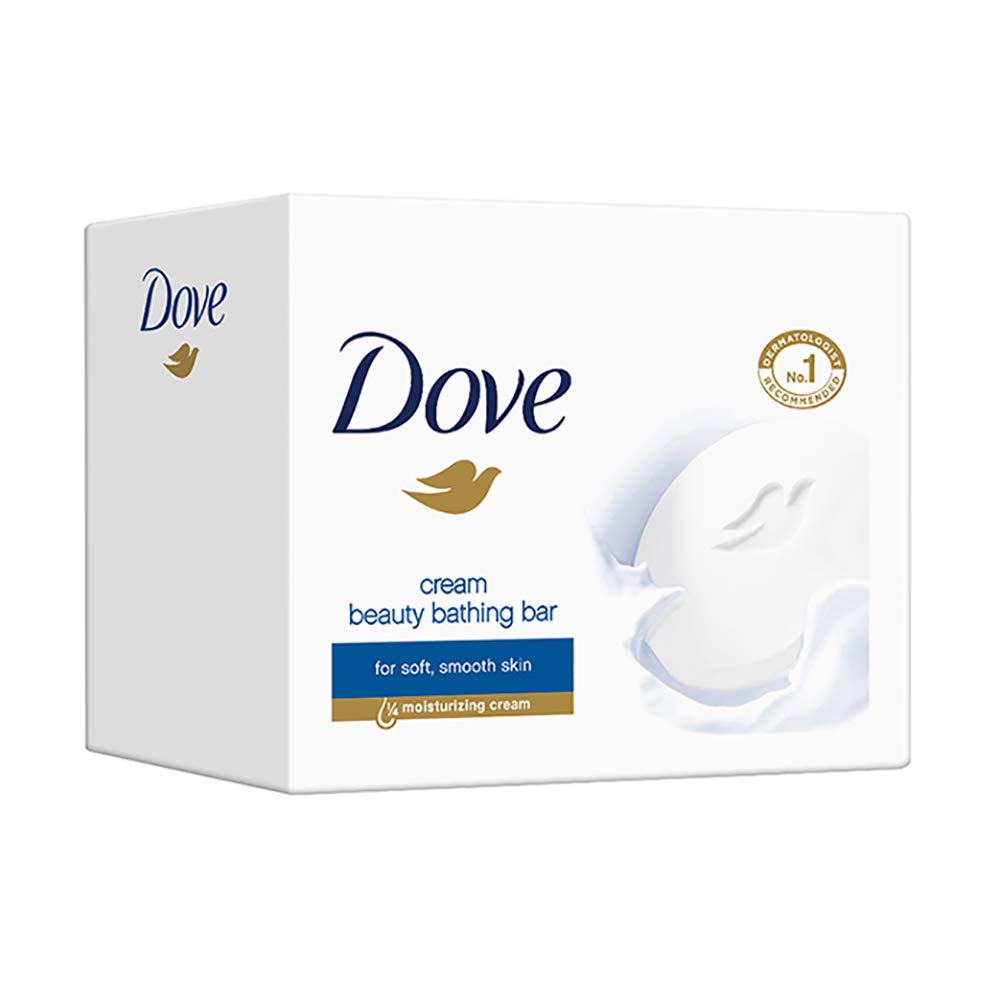 Dove
Dove
DERMATOLOGIST
No.1
RECOMMENDED
cream
beauty bathing bar
for soft, smooth skin
¼ moisturizing cream